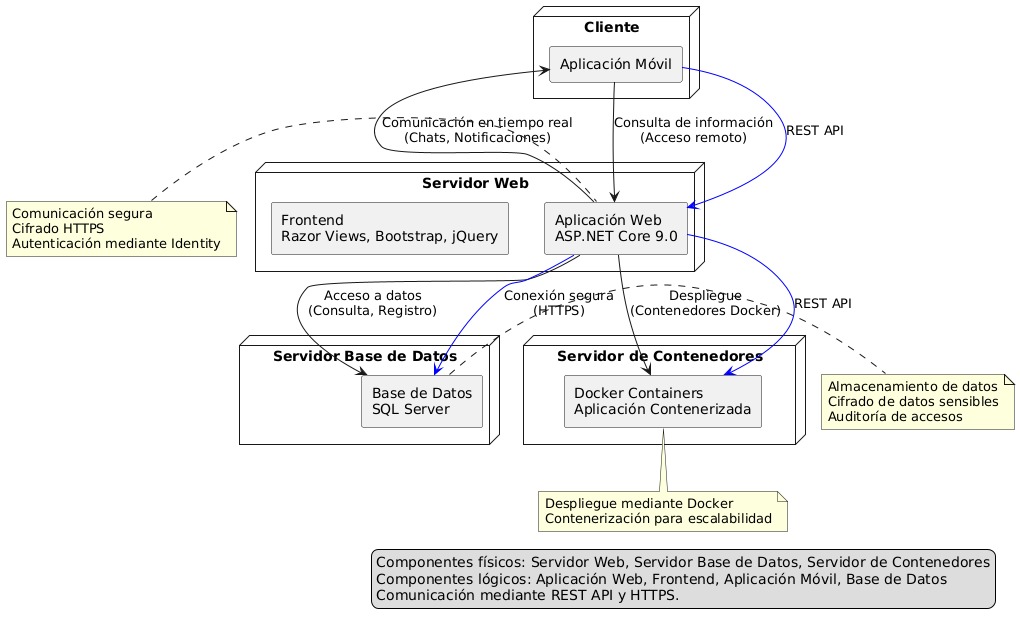 Cliente
Aplicación Móvil
Comunicación en tiempo real
(Chats, Notificaciones)
Consulta de información
(Acceso remoto)
REST API
Servidor Web
Comunicación segura
Cifrado HTTPS
Autenticación mediante Identity
Frontend
Razor Views, Bootstrap, jQuery
Aplicación Web
ASP.NET Core 9.0
Acceso a datos
(Consulta, Registro)
Conexión segura
(HTTPS)
Despliegue
(Contenedores Docker)
REST API
Servidor Base de Datos
Base de Datos
SQL Server
Servidor de Contenedores
Docker Containers
Aplicación Contenerizada
Almacenamiento de datos
Cifrado de datos sensibles
Auditoría de accesos
Despliegue mediante Docker
Contenerización para escalabilidad
Componentes físicos: Servidor Web, Servidor Base de Datos, Servidor de Contenedores
Componentes lógicos: Aplicación Web, Frontend, Aplicación Móvil, Base de Datos
Comunicación mediante REST API y HTTPS.